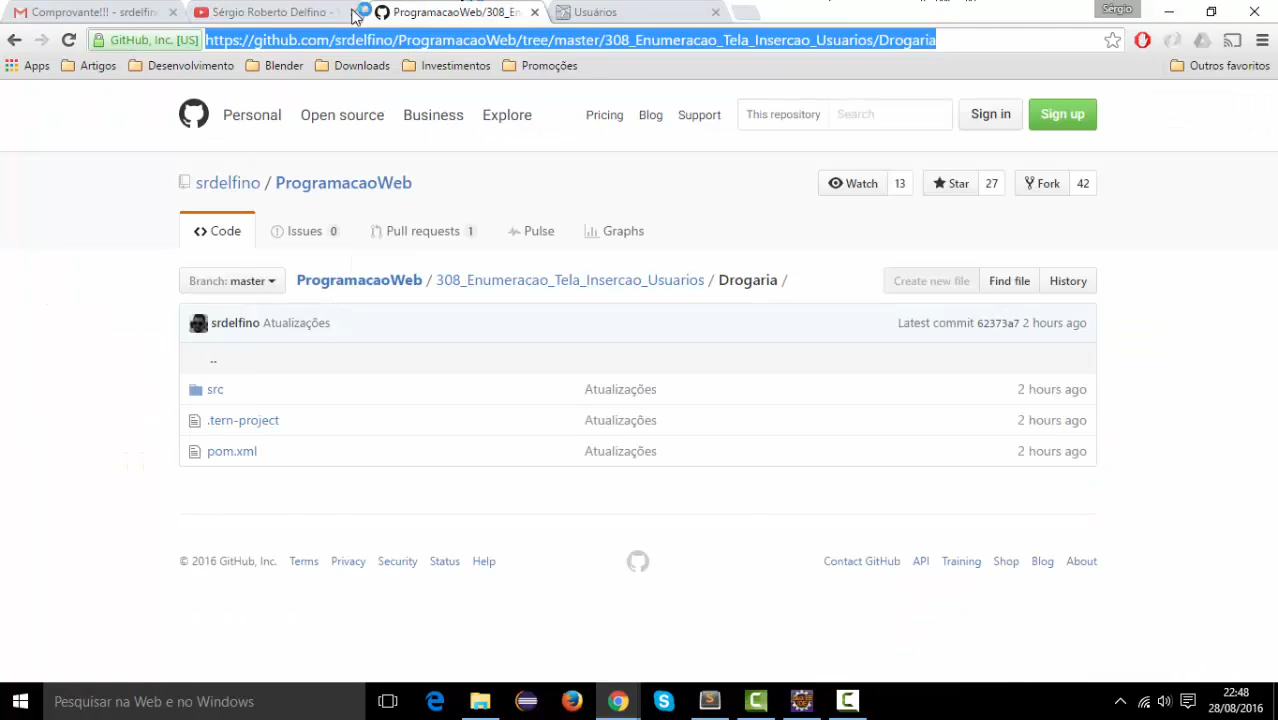 Comprovante!!! - srdelfin
Sérgio Roberto Delfino -
ProgramacaoWeb/308_En
Usuários
Sérgio
GitHub, Inc. [US]
https://github.com/srdelfino/ProgramacaoWeb/tree/master/308_Enumeracao_Tela_Insercao_Usuarios/Drogaria
Apps
Artigos
Desenvolvimento
Blender
Downloads
Investimentos
Promoções
Outros favoritos
Personal
Open source
Business
Explore
Pricing
Blog
Support
This repository
Search
Sign in
Sign up
srdelfino / ProgramacaoWeb
Watch 13
Star 27
Fork 42
Code
Issues 0
Pull requests 1
Pulse
Graphs
Branch: master
ProgramacaoWeb / 308_Enumeracao_Tela_Insercao_Usuarios / Drogaria /
Create new file
Find file
History
srdelfino Atualizações
Latest commit 62373a7 2 hours ago
..
src Atualizações 2 hours ago
.tern-project Atualizações 2 hours ago
pom.xml Atualizações 2 hours ago
© 2016 GitHub, Inc.
Terms
Privacy
Security
Status
Help
Contact GitHub
API
Training
Shop
Blog
About
Pesquisar na Web e no Windows
22:48
28/08/2016